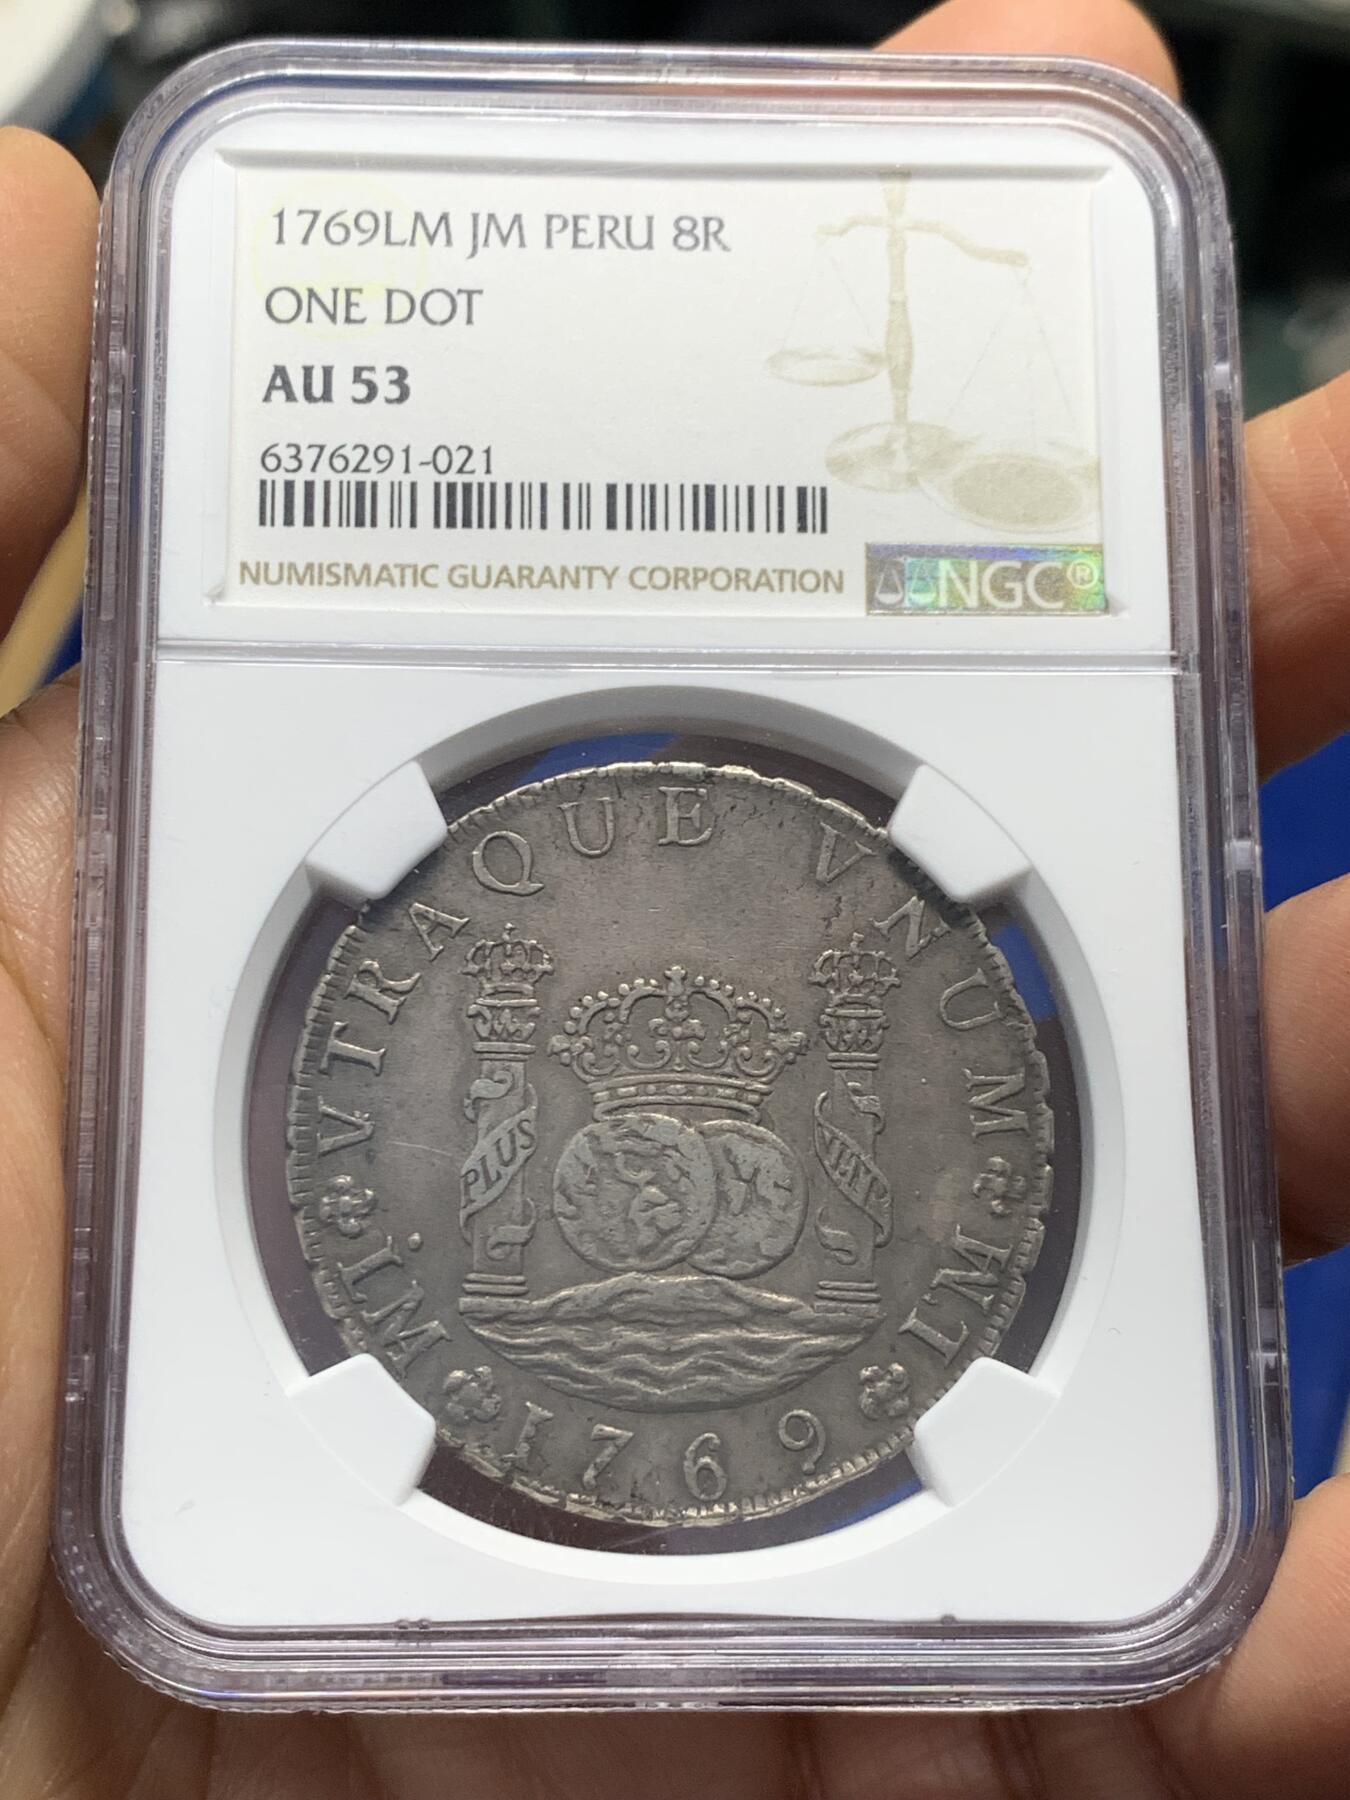 1769LM JM PERU 8R
ONE DOT
AU 53
6376291-021
NUMISMATIC GUARANTY CORPORATION
NGC®
VTRAQUE VNUM
PLUS
LM
1769
LM